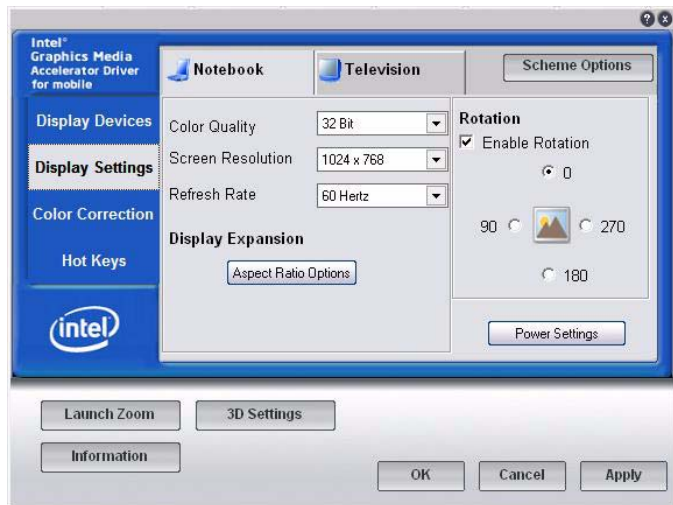 Intel®
Graphics Media
Accelerator Driver
for mobile
Notebook
Television
Scheme Options
Display Devices
Display Settings
Color Correction
Hot Keys
intel
Color Quality
32 Bit
Screen Resolution
1024 x 768
Refresh Rate
60 Hertz
Display Expansion
Aspect Ratio Options
Rotation
Enable Rotation
0
90
270
180
Power Settings
Launch Zoom
3D Settings
Information
OK
Cancel
Apply